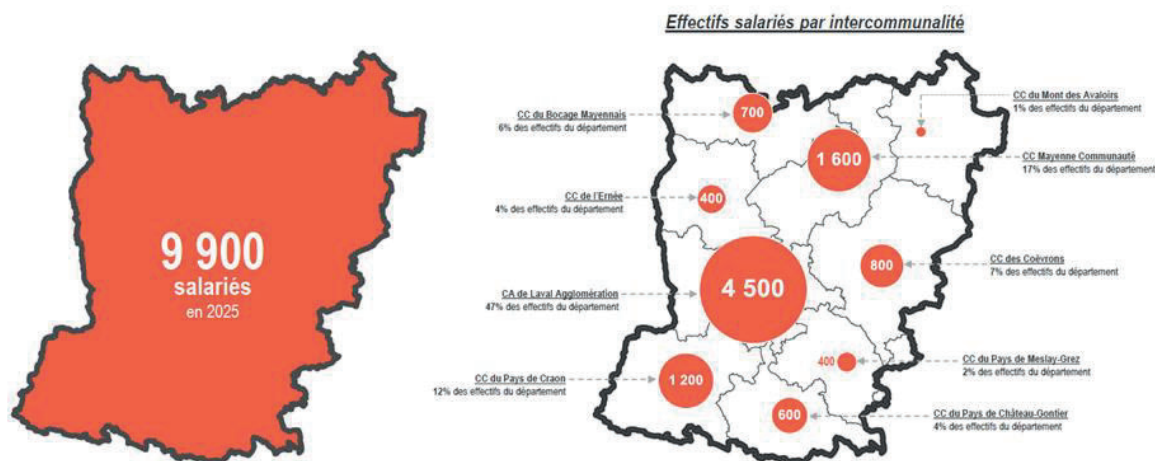 Effectifs salariés par intercommunalité
9 900
salariés
en 2025
CC du Bocage Mayennais
6% des effectifs du département
700
CC du Mont des Avaloirs
1% des effectifs du département
1 600
CC Mayenne Communauté
17% des effectifs du département
CC de l'Ernée
4% des effectifs du département
400
800
CC des Coëvrons
7% des effectifs du département
CA de Laval Agglomération
47% des effectifs du département
4 500
CC du Pays de Craon
12% des effectifs du département
1 200
400
CC du Pays de Meslay-Grez
2% des effectifs du département
600
CC du Pays de Château-Gontier
4% des effectifs du département